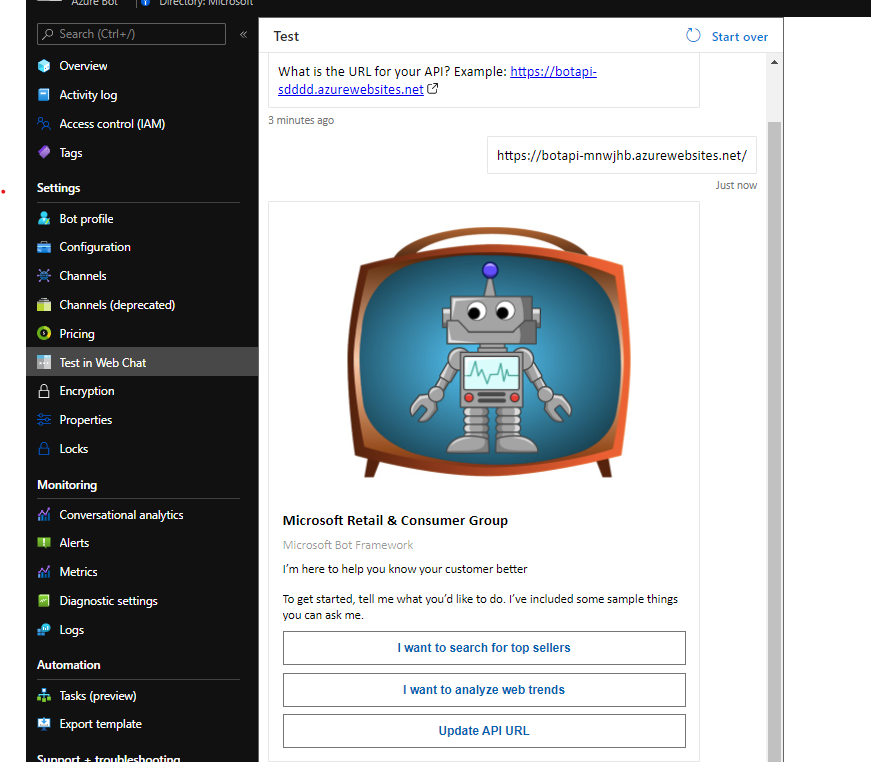 Azure Bot
Directory: Microsoft
Search (Ctrl+/)
«
Overview
Activity log
Access control (IAM)
Tags
Settings
Bot profile
Configuration
Channels
Channels (deprecated)
Pricing
Test in Web Chat
Encryption
Properties
Locks
Monitoring
Conversational analytics
Alerts
Metrics
Diagnostic settings
Logs
Automation
Tasks (preview)
Export template
Support + troubleshooting
Test
Start over
What is the URL for your API? Example: https://botapi-
sdddd.azurewebsites.net
3 minutes ago
https://botapi-mnwjhb.azurewebsites.net/
Just now
Microsoft Retail & Consumer Group
Microsoft Bot Framework
I'm here to help you know your customer better
To get started, tell me what you'd like to do. I've included some sample things
you can ask me.
I want to search for top sellers
I want to analyze web trends
Update API URL